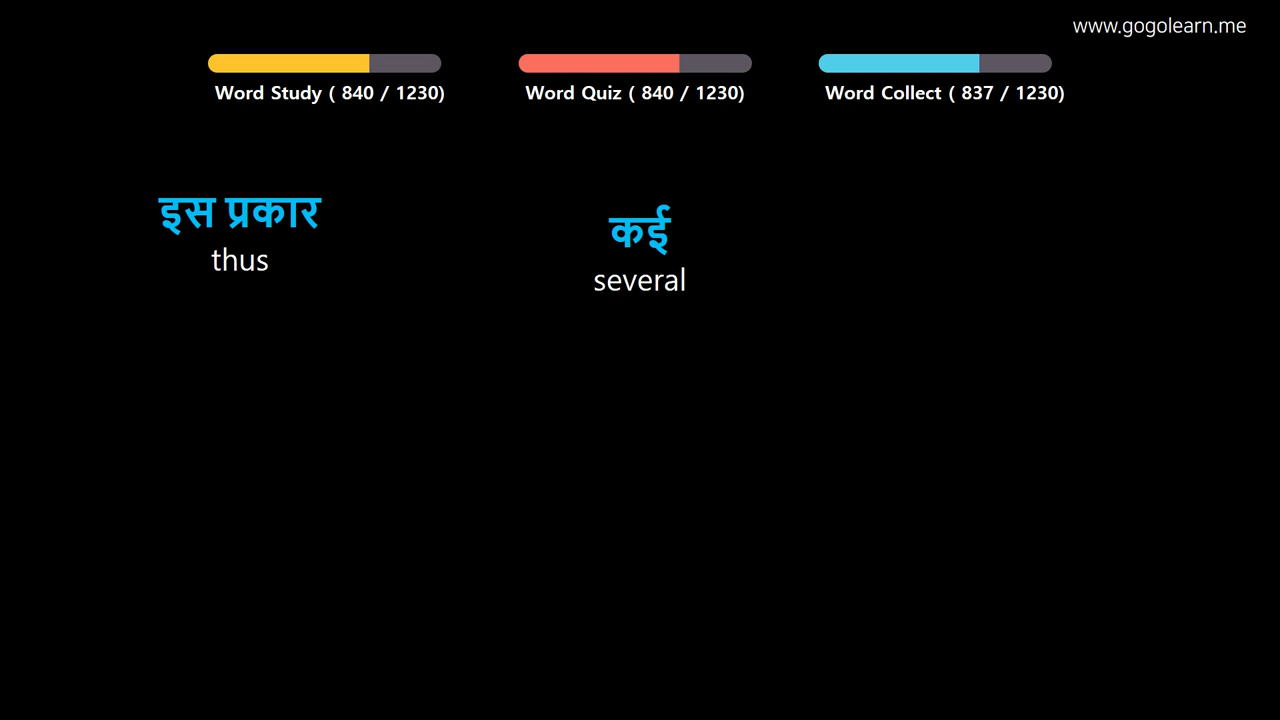 www.gogolearn.me
Word Study ( 840 / 1230)
Word Quiz ( 840 / 1230)
Word Collect ( 837 / 1230)
इस प्रकार
thus
कई
several